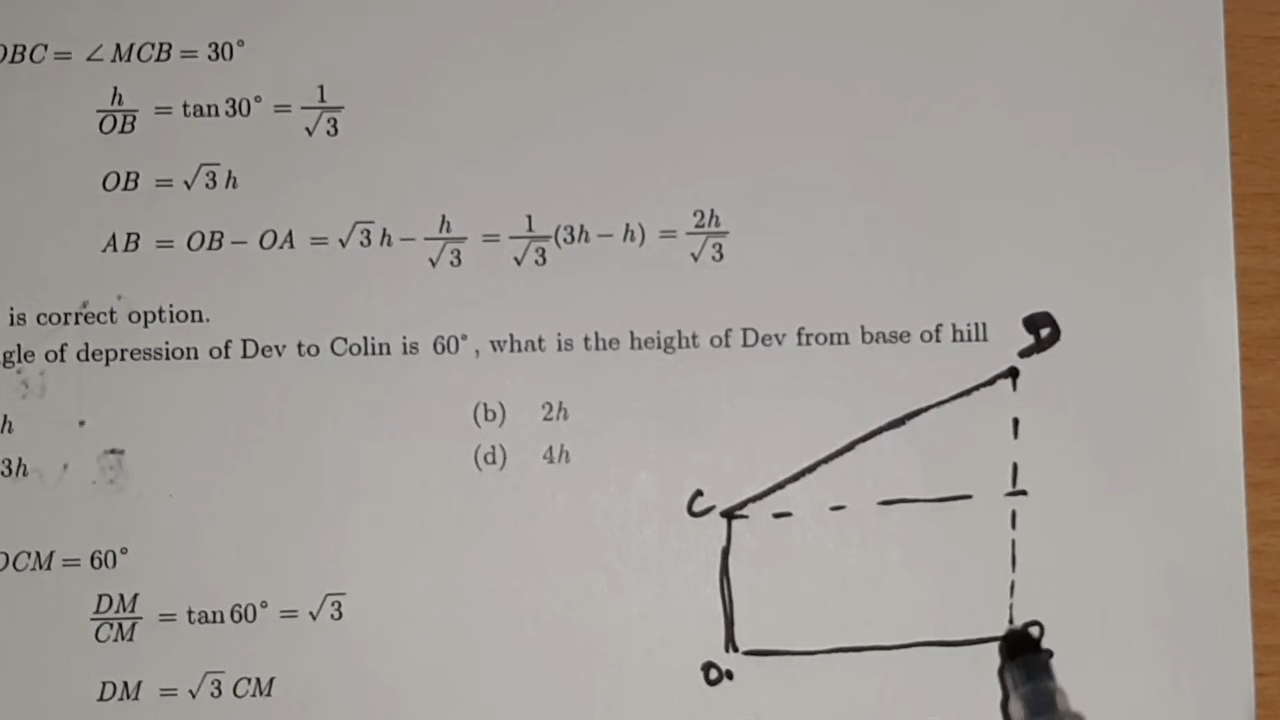 OBC = ∠MCB = 30°
h/OB = tan 30° = 1/√3
OB = √3 h
AB = OB − OA = √3 h − h/√3 = 1/√3 (3h − h) = 2h/√3
is correct option.
gle of depression of Dev to Colin is 60°, what is the height of Dev from base of hill
h (b) 2h
3h (d) 4h
OCM = 60°
DM/CM = tan 60° = √3
DM = √3 CM
D
C
O.